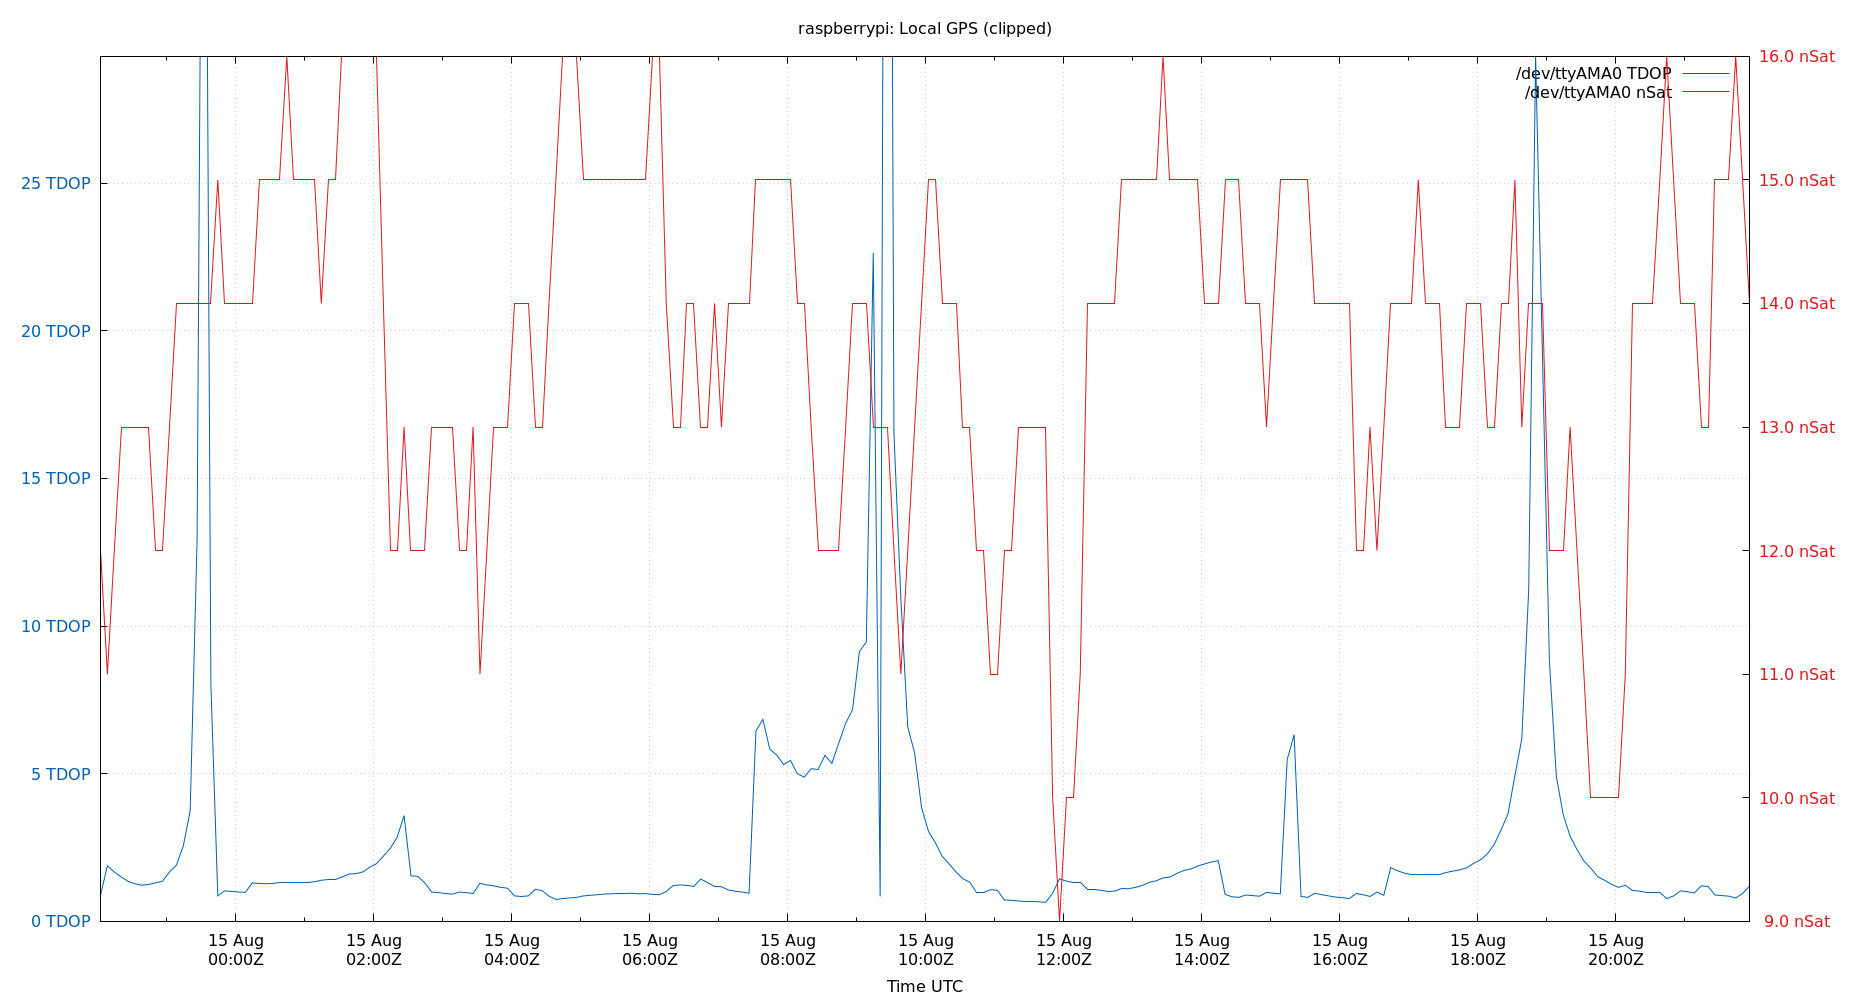 raspberrypi: Local GPS (clipped)
16.0 nSat
/dev/ttyAMA0 TDOP
/dev/ttyAMA0 nSat
25 TDOP
15.0 nSat
14.0 nSat
20 TDOP
13.0 nSat
15 TDOP
12.0 nSat
10 TDOP
11.0 nSat
5 TDOP
10.0 nSat
0 TDOP
9.0 nSat
15 Aug 15 Aug 15 Aug 15 Aug 15 Aug 15 Aug 15 Aug 15 Aug 15 Aug 15 Aug 15 Aug
00:00Z 02:00Z 04:00Z 06:00Z 08:00Z 10:00Z 12:00Z 14:00Z 16:00Z 18:00Z 20:00Z
Time UTC